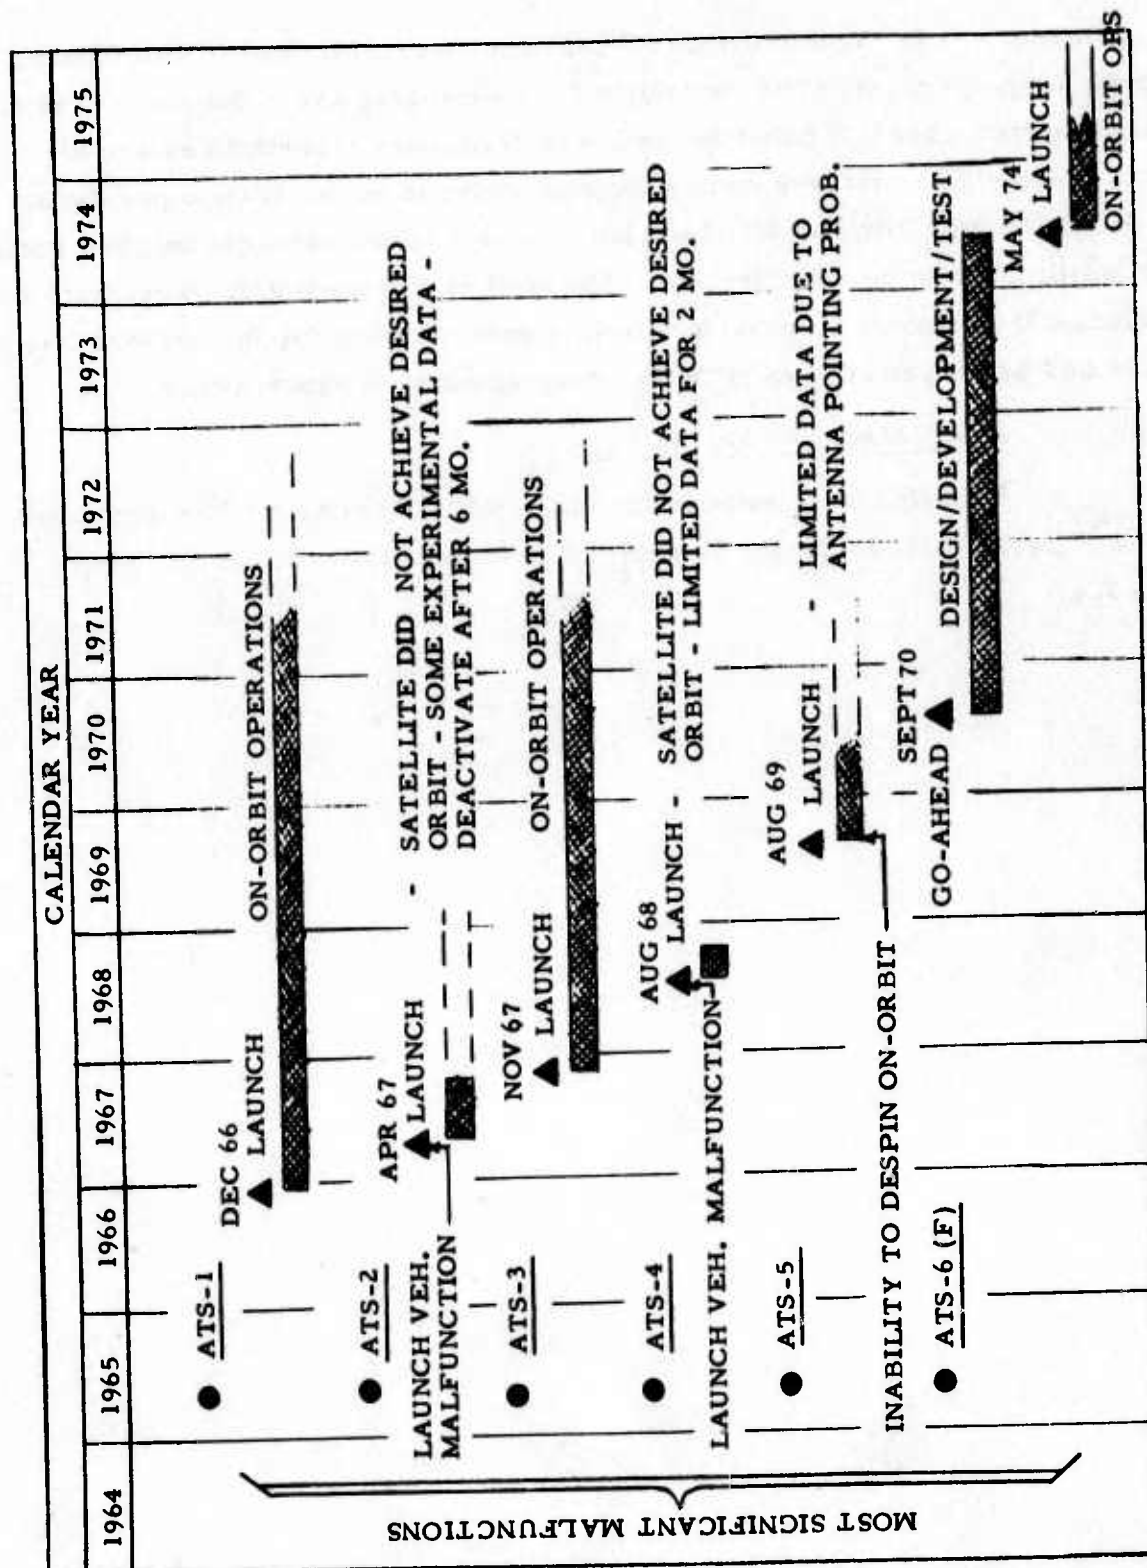 CALENDAR YEAR
1964 1965 1966 1967 1968 1969 1970 1971 1972 1973 1974 1975
MOST SIGNIFICANT MALFUNCTIONS
● ATS-1
DEC 66
LAUNCH
ON-ORBIT OPERATIONS
● ATS-2
LAUNCH VEH.
MALFUNCTION
APR 67
LAUNCH
- SATELLITE DID NOT ACHIEVE DESIRED
ORBIT - SOME EXPERIMENTAL DATA -
DEACTIVATE AFTER 6 MO.
● ATS-3
NOV 67
LAUNCH
ON-ORBIT OPERATIONS
● ATS-4
LAUNCH VEH. MALFUNCTION
AUG 68
LAUNCH - SATELLITE DID NOT ACHIEVE DESIRED
ORBIT - LIMITED DATA FOR 2 MO.
● ATS-5
INABILITY TO DESPIN ON-ORBIT
AUG 69
LAUNCH - LIMITED DATA DUE TO
ANTENNA POINTING PROB.
● ATS-6 (F)
SEPT 70
GO-AHEAD
DESIGN/DEVELOPMENT/TEST
MAY 74
LAUNCH
ON-ORBIT OPS